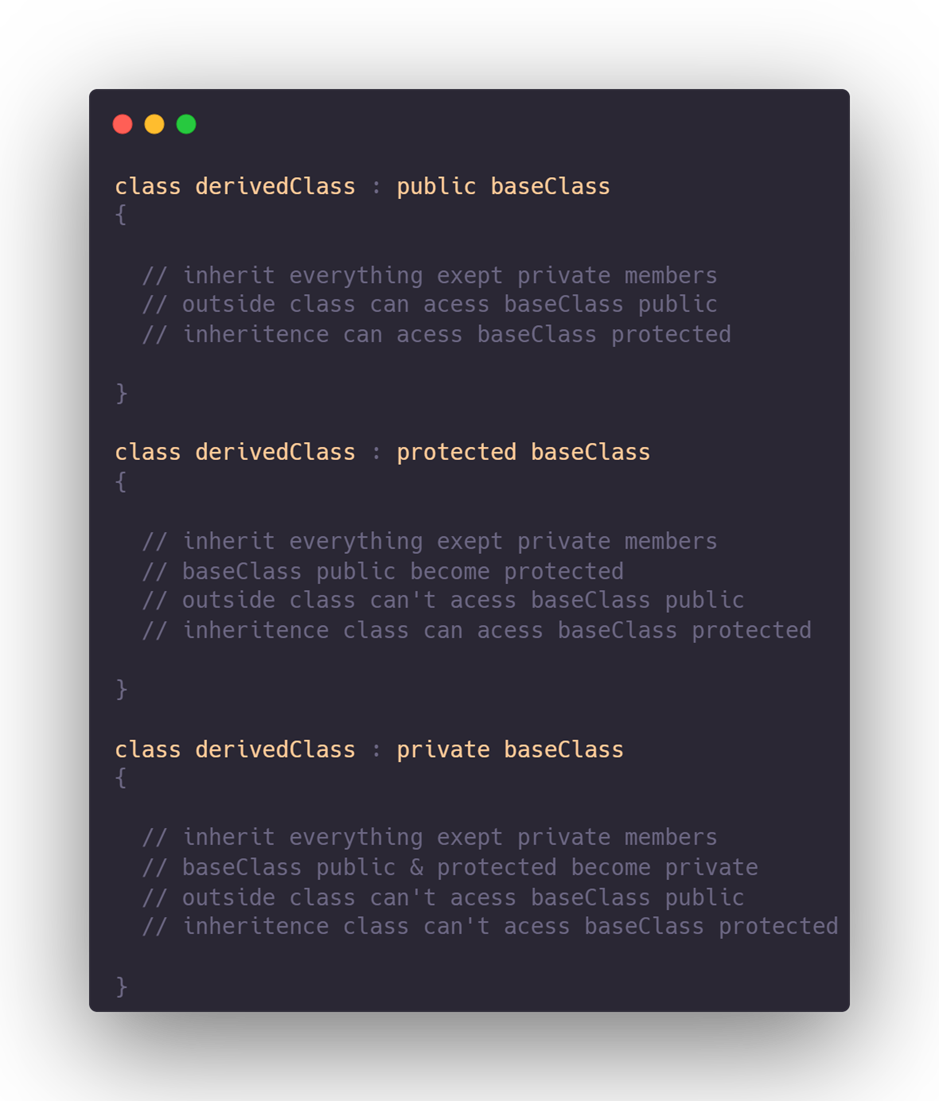 class derivedClass : public baseClass
{
// inherit everything exept private members
// outside class can acess baseClass public
// inheritence can acess baseClass protected
}
class derivedClass : protected baseClass
{
// inherit everything exept private members
// baseClass public become protected
// outside class can't acess baseClass public
// inheritence class can acess baseClass protected
}
class derivedClass : private baseClass
{
// inherit everything exept private members
// baseClass public & protected become private
// outside class can't acess baseClass public
// inheritence class can't acess baseClass protected
}